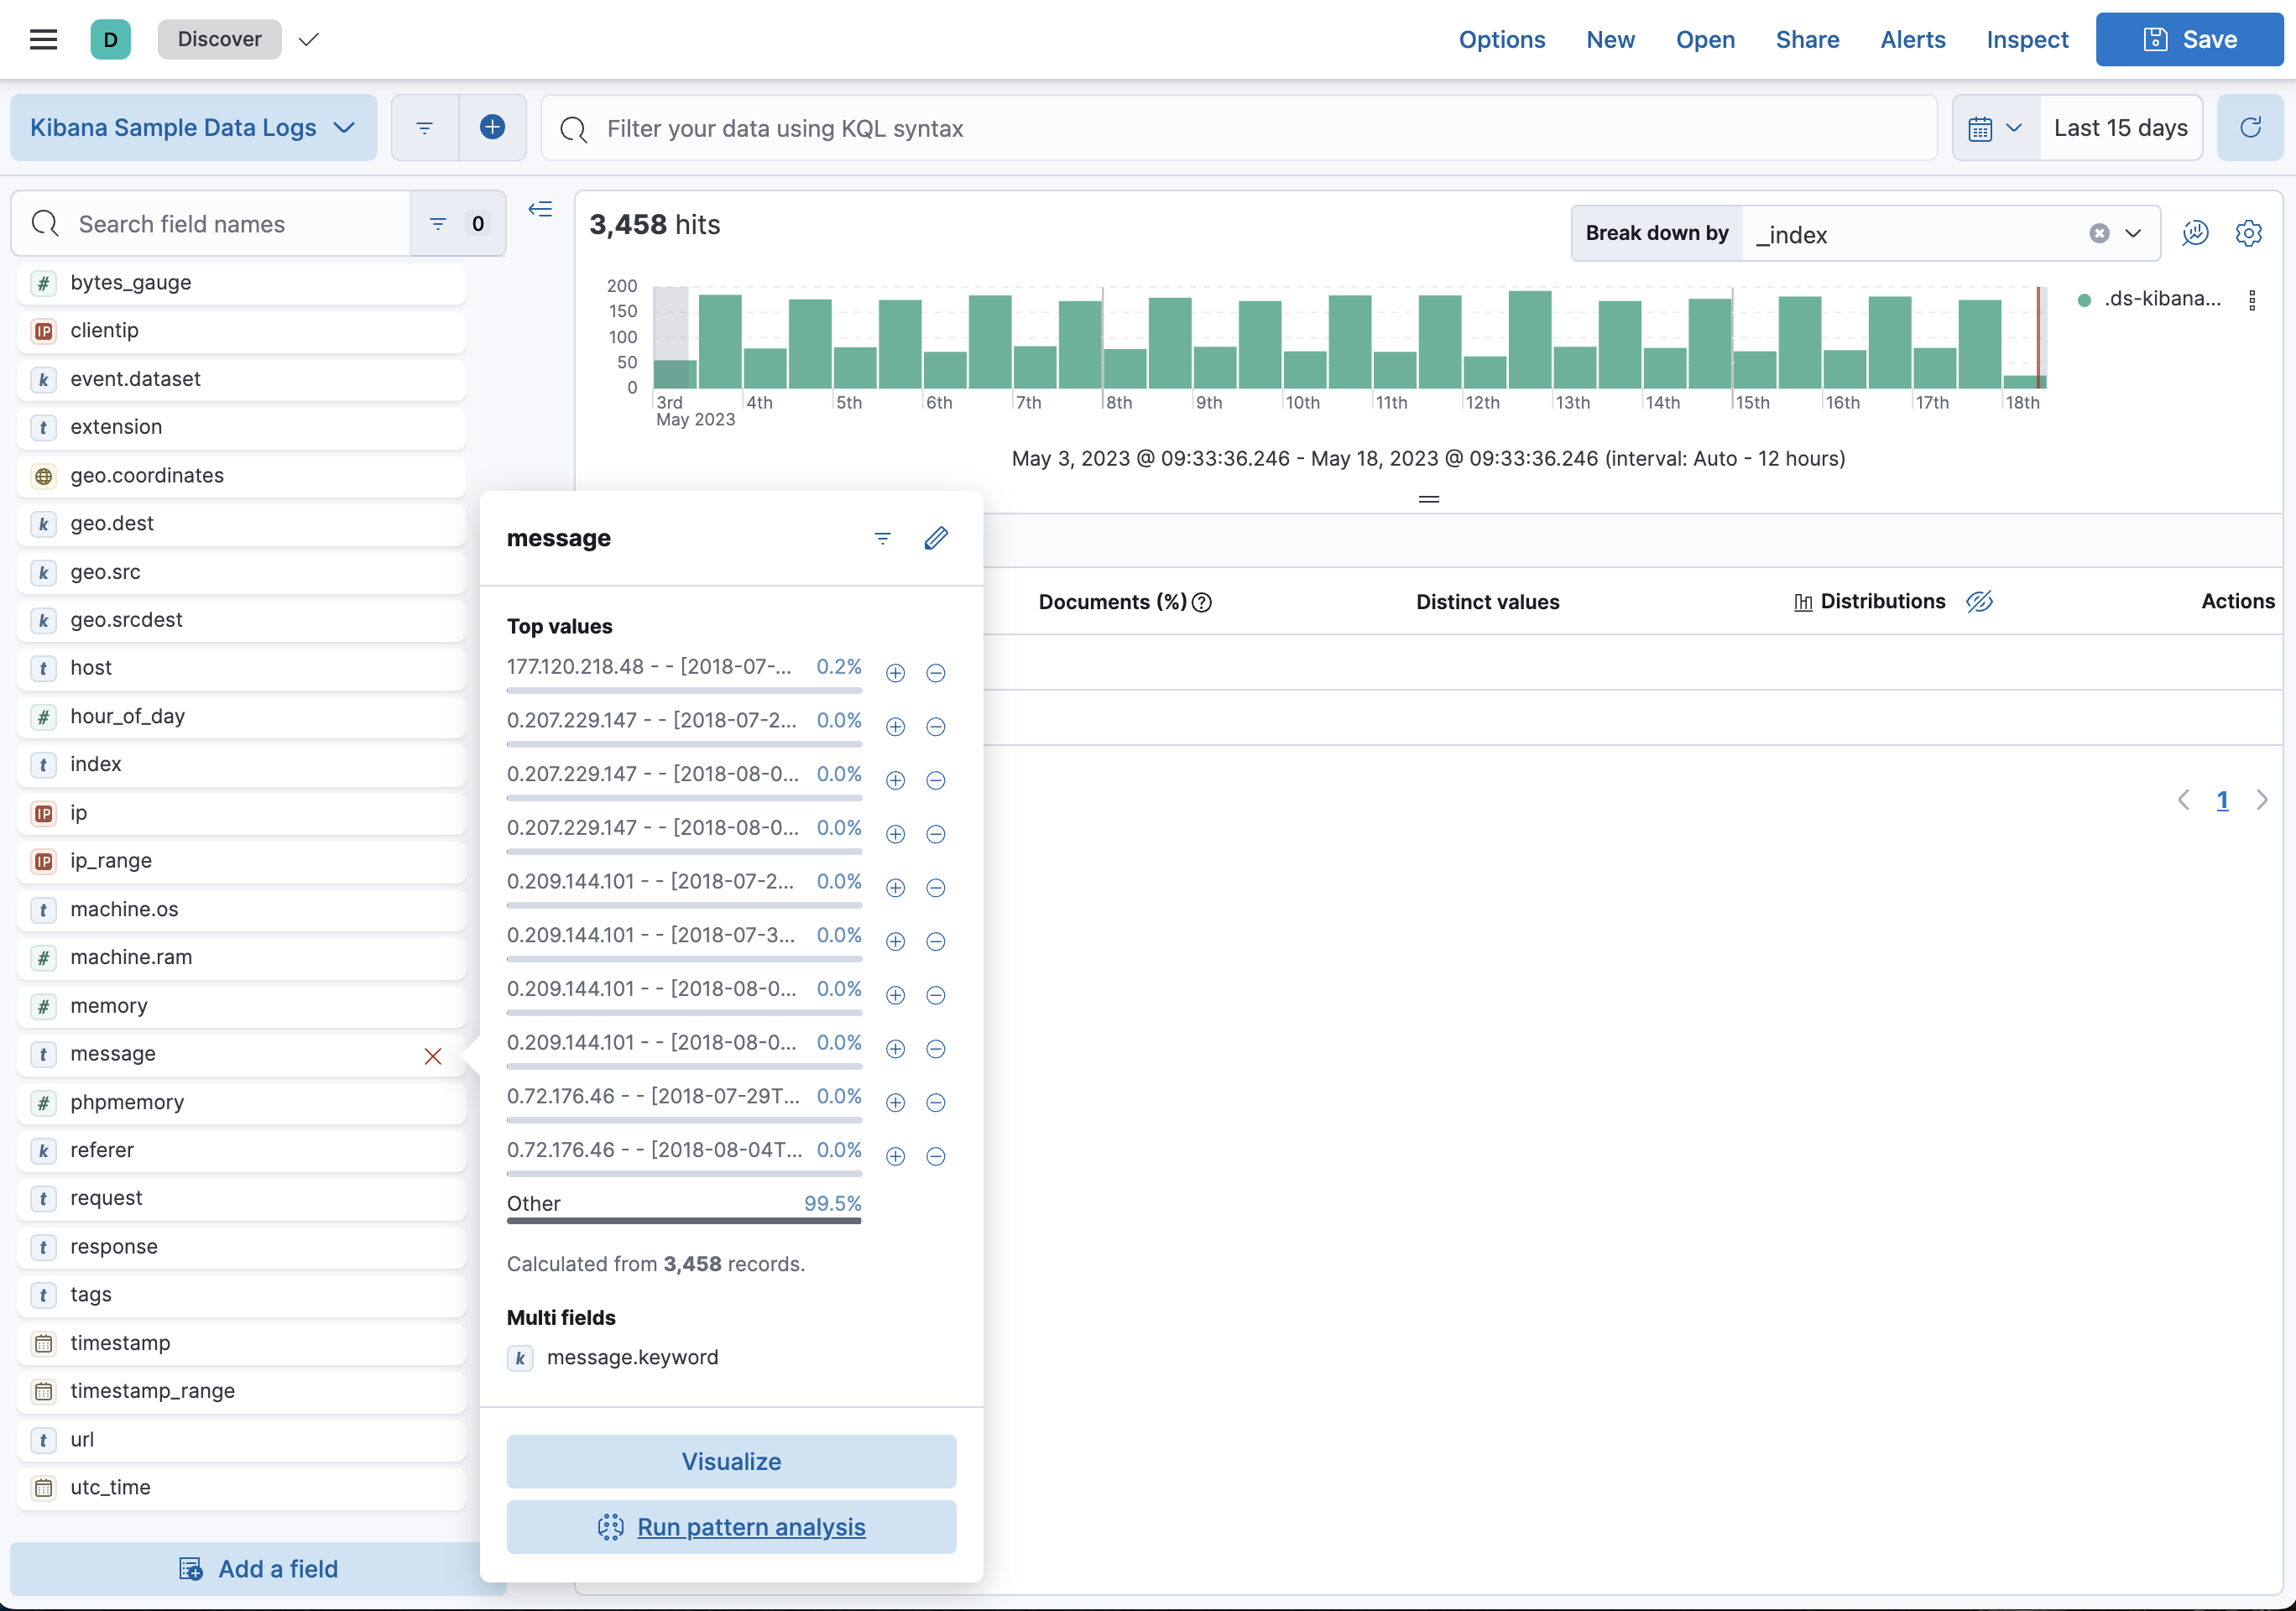 D Discover Options New Open Share Alerts Inspect Save
Kibana Sample Data Logs Filter your data using KQL syntax Last 15 days
Search field names 0
bytes_gauge
clientip
event.dataset
extension
geo.coordinates
geo.dest
geo.src
geo.srcdest
host
hour_of_day
index
ip
ip_range
machine.os
machine.ram
memory
message
phpmemory
referer
request
response
tags
timestamp
timestamp_range
url
utc_time
Add a field
3,458 hits
Break down by _index
200
150
100
50
0
3rd 4th 5th 6th 7th 8th 9th 10th 11th 12th 13th 14th 15th 16th 17th 18th
May 2023
.ds-kibana...
May 3, 2023 @ 09:33:36.246 - May 18, 2023 @ 09:33:36.246 (interval: Auto - 12 hours)
Documents (%) Distinct values Distributions Actions
1
message
Top values
177.120.218.48 - - [2018-07-... 0.2%
0.207.229.147 - - [2018-07-2... 0.0%
0.207.229.147 - - [2018-08-0... 0.0%
0.207.229.147 - - [2018-08-0... 0.0%
0.209.144.101 - - [2018-07-2... 0.0%
0.209.144.101 - - [2018-07-3... 0.0%
0.209.144.101 - - [2018-08-0... 0.0%
0.209.144.101 - - [2018-08-0... 0.0%
0.72.176.46 - - [2018-07-29T... 0.0%
0.72.176.46 - - [2018-08-04T... 0.0%
Other 99.5%
Calculated from 3,458 records.
Multi fields
k message.keyword
Visualize
Run pattern analysis